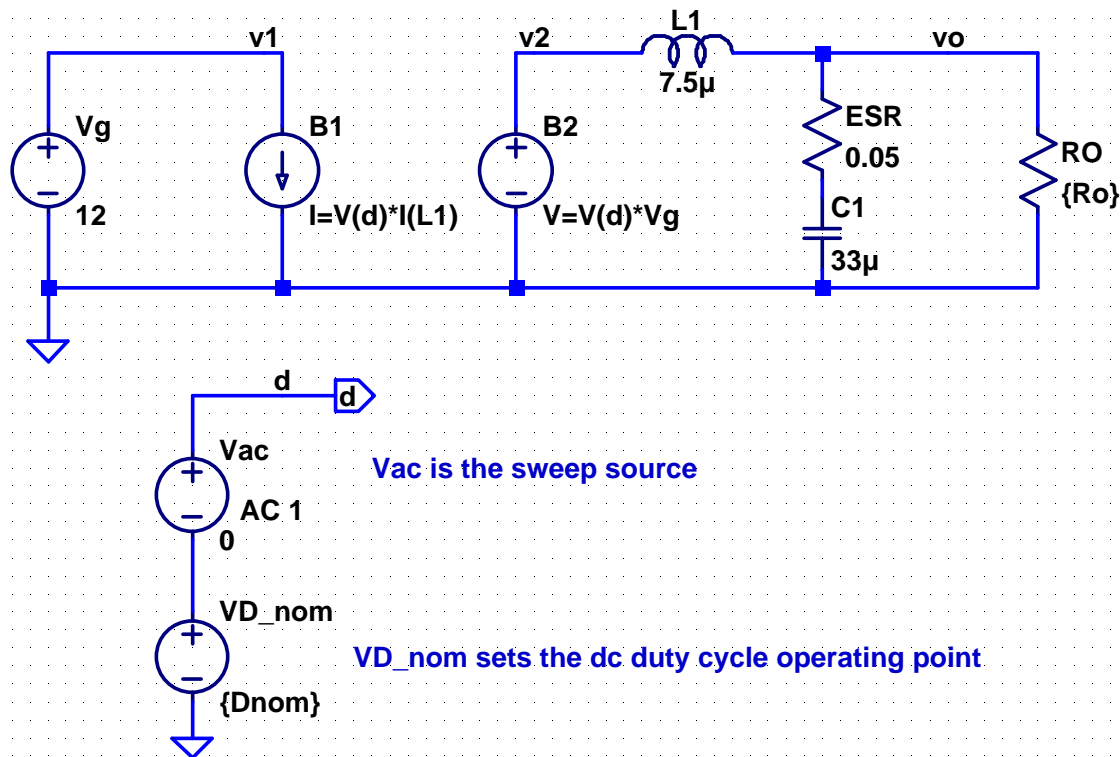 v1
v2
L1
vo
7.5µ
Vg
B1
B2
ESR
0.05
RO
{Ro}
12
I=V(d)*I(L1)
V=V(d)*Vg
C1
33µ
d
d
Vac
AC 1
0
Vac is the sweep source
VD_nom
{Dnom}
VD_nom sets the dc duty cycle operating point